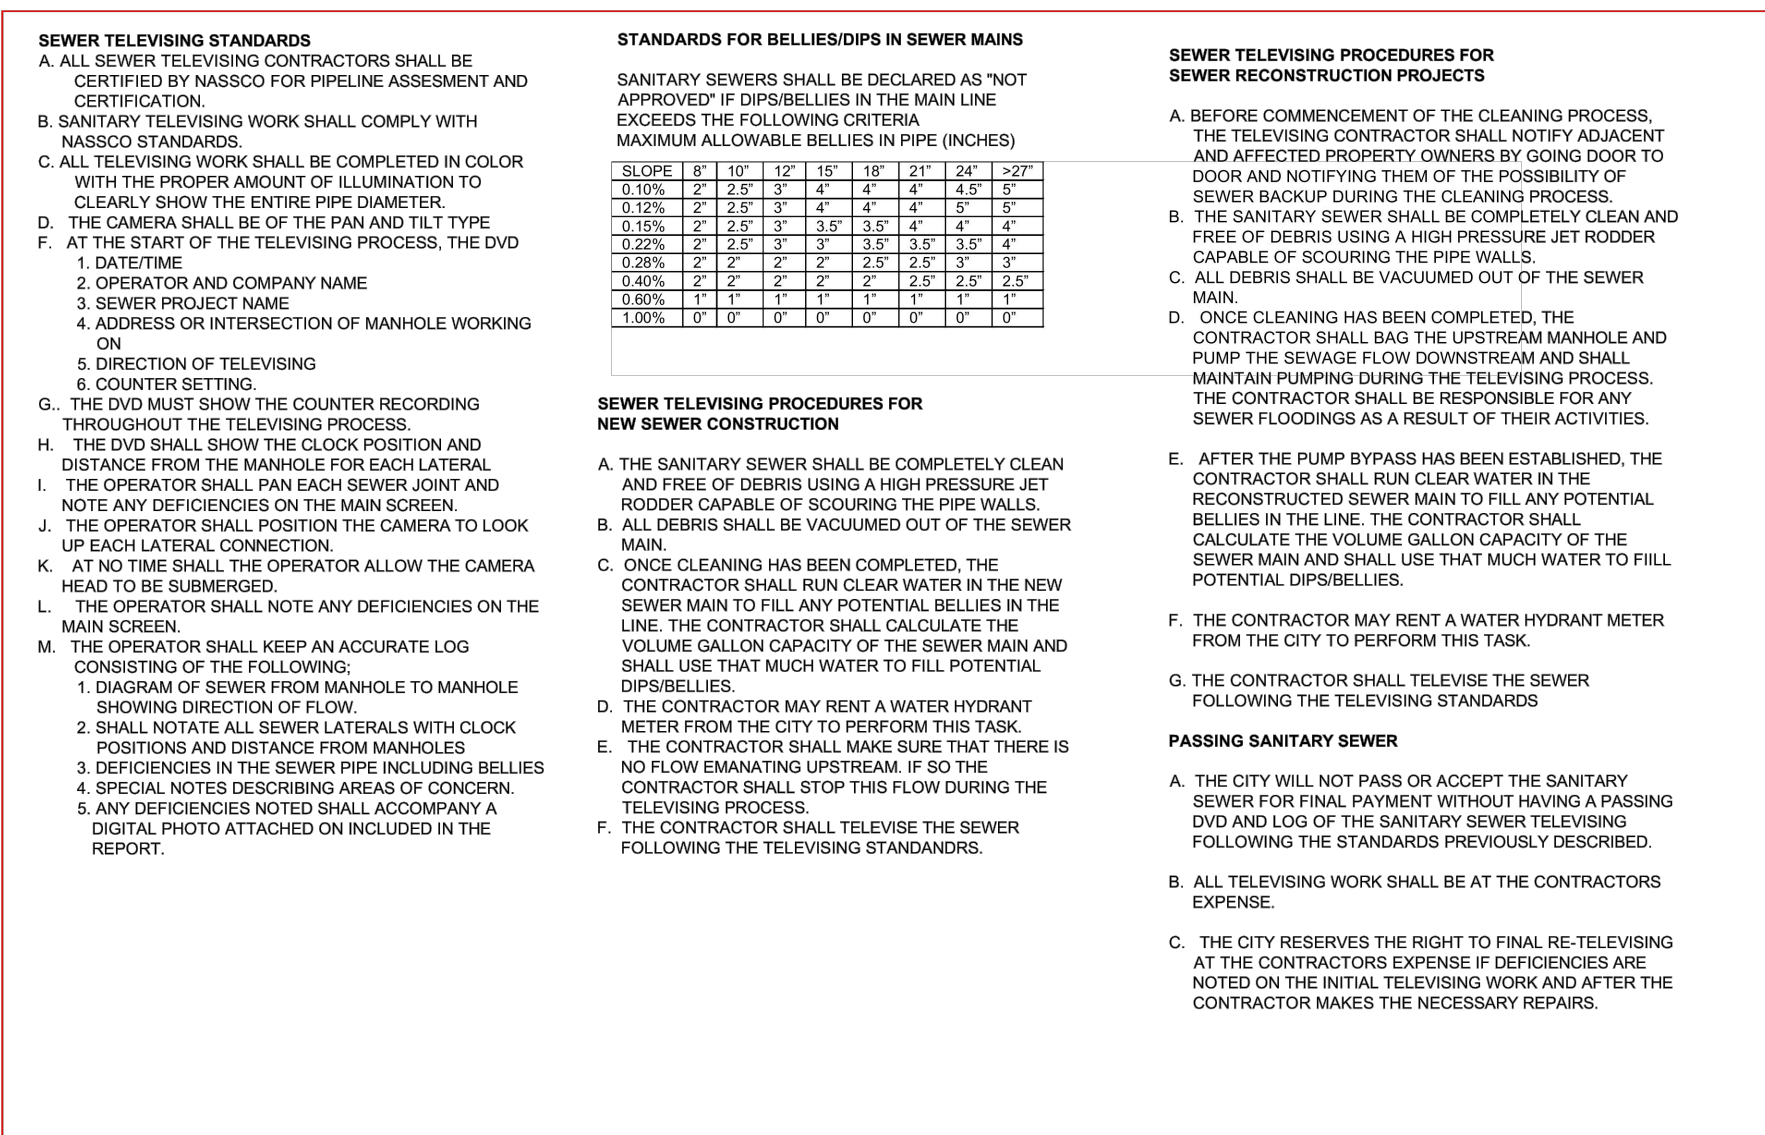 SEWER TELEVISING STANDARDS
A. ALL SEWER TELEVISING CONTRACTORS SHALL BE
CERTIFIED BY NASSCO FOR PIPELINE ASSESMENT AND
CERTIFICATION.
B. SANITARY TELEVISING WORK SHALL COMPLY WITH
NASSCO STANDARDS.
C. ALL TELEVISING WORK SHALL BE COMPLETED IN COLOR
WITH THE PROPER AMOUNT OF ILLUMINATION TO
CLEARLY SHOW THE ENTIRE PIPE DIAMETER.
D. THE CAMERA SHALL BE OF THE PAN AND TILT TYPE
F. AT THE START OF THE TELEVISING PROCESS, THE DVD
1. DATE/TIME
2. OPERATOR AND COMPANY NAME
3. SEWER PROJECT NAME
4. ADDRESS OR INTERSECTION OF MANHOLE WORKING
ON
5. DIRECTION OF TELEVISING
6. COUNTER SETTING.
G.. THE DVD MUST SHOW THE COUNTER RECORDING
THROUGHOUT THE TELEVISING PROCESS.
H. THE DVD SHALL SHOW THE CLOCK POSITION AND
DISTANCE FROM THE MANHOLE FOR EACH LATERAL
I. THE OPERATOR SHALL PAN EACH SEWER JOINT AND
NOTE ANY DEFICIENCIES ON THE MAIN SCREEN.
J. THE OPERATOR SHALL POSITION THE CAMERA TO LOOK
UP EACH LATERAL CONNECTION.
K. AT NO TIME SHALL THE OPERATOR ALLOW THE CAMERA
HEAD TO BE SUBMERGED.
L. THE OPERATOR SHALL NOTE ANY DEFICIENCIES ON THE
MAIN SCREEN.
M. THE OPERATOR SHALL KEEP AN ACCURATE LOG
CONSISTING OF THE FOLLOWING;
1. DIAGRAM OF SEWER FROM MANHOLE TO MANHOLE
SHOWING DIRECTION OF FLOW.
2. SHALL NOTATE ALL SEWER LATERALS WITH CLOCK
POSITIONS AND DISTANCE FROM MANHOLES
3. DEFICIENCIES IN THE SEWER PIPE INCLUDING BELLIES
4. SPECIAL NOTES DESCRIBING AREAS OF CONCERN.
5. ANY DEFICIENCIES NOTED SHALL ACCOMPANY A
DIGITAL PHOTO ATTACHED ON INCLUDED IN THE
REPORT.
STANDARDS FOR BELLIES/DIPS IN SEWER MAINS
SANITARY SEWERS SHALL BE DECLARED AS "NOT
APPROVED" IF DIPS/BELLIES IN THE MAIN LINE
EXCEEDS THE FOLLOWING CRITERIA
MAXIMUM ALLOWABLE BELLIES IN PIPE (INCHES)
SLOPE 8” 10” 12” 15” 18” 21” 24” >27”
0.10% 2” 2.5” 3” 4” 4” 4” 4.5” 5”
0.12% 2” 2.5” 3” 4” 4” 4” 5” 5”
0.15% 2” 2.5” 3” 3.5” 3.5” 4” 4” 4”
0.22% 2” 2.5” 3” 3” 3.5” 3.5” 3.5” 4”
0.28% 2” 2” 2” 2” 2.5” 2.5” 3” 3”
0.40% 2” 2” 2” 2” 2” 2.5” 2.5” 2.5”
0.60% 1” 1” 1” 1” 1” 1” 1” 1”
1.00% 0” 0” 0” 0” 0” 0” 0” 0”
SEWER TELEVISING PROCEDURES FOR
NEW SEWER CONSTRUCTION
A. THE SANITARY SEWER SHALL BE COMPLETELY CLEAN
AND FREE OF DEBRIS USING A HIGH PRESSURE JET
RODDER CAPABLE OF SCOURING THE PIPE WALLS.
B. ALL DEBRIS SHALL BE VACUUMED OUT OF THE SEWER
MAIN.
C. ONCE CLEANING HAS BEEN COMPLETED, THE
CONTRACTOR SHALL RUN CLEAR WATER IN THE NEW
SEWER MAIN TO FILL ANY POTENTIAL BELLIES IN THE
LINE. THE CONTRACTOR SHALL CALCULATE THE
VOLUME GALLON CAPACITY OF THE SEWER MAIN AND
SHALL USE THAT MUCH WATER TO FILL POTENTIAL
DIPS/BELLIES.
D. THE CONTRACTOR MAY RENT A WATER HYDRANT
METER FROM THE CITY TO PERFORM THIS TASK.
E. THE CONTRACTOR SHALL MAKE SURE THAT THERE IS
NO FLOW EMANATING UPSTREAM. IF SO THE
CONTRACTOR SHALL STOP THIS FLOW DURING THE
TELEVISING PROCESS.
F. THE CONTRACTOR SHALL TELEVISE THE SEWER
FOLLOWING THE TELEVISING STANDANDRS.
SEWER TELEVISING PROCEDURES FOR
SEWER RECONSTRUCTION PROJECTS
A. BEFORE COMMENCEMENT OF THE CLEANING PROCESS,
THE TELEVISING CONTRACTOR SHALL NOTIFY ADJACENT
AND AFFECTED PROPERTY OWNERS BY GOING DOOR TO
DOOR AND NOTIFYING THEM OF THE POSSIBILITY OF
SEWER BACKUP DURING THE CLEANING PROCESS.
B. THE SANITARY SEWER SHALL BE COMPLETELY CLEAN AND
FREE OF DEBRIS USING A HIGH PRESSURE JET RODDER
CAPABLE OF SCOURING THE PIPE WALLS.
C. ALL DEBRIS SHALL BE VACUUMED OUT OF THE SEWER
MAIN.
D. ONCE CLEANING HAS BEEN COMPLETED, THE
CONTRACTOR SHALL BAG THE UPSTREAM MANHOLE AND
PUMP THE SEWAGE FLOW DOWNSTREAM AND SHALL
MAINTAIN PUMPING DURING THE TELEVISING PROCESS.
THE CONTRACTOR SHALL BE RESPONSIBLE FOR ANY
SEWER FLOODINGS AS A RESULT OF THEIR ACTIVITIES.
E. AFTER THE PUMP BYPASS HAS BEEN ESTABLISHED, THE
CONTRACTOR SHALL RUN CLEAR WATER IN THE
RECONSTRUCTED SEWER MAIN TO FILL ANY POTENTIAL
BELLIES IN THE LINE. THE CONTRACTOR SHALL
CALCULATE THE VOLUME GALLON CAPACITY OF THE
SEWER MAIN AND SHALL USE THAT MUCH WATER TO FIILL
POTENTIAL DIPS/BELLIES.
F. THE CONTRACTOR MAY RENT A WATER HYDRANT METER
FROM THE CITY TO PERFORM THIS TASK.
G. THE CONTRACTOR SHALL TELEVISE THE SEWER
FOLLOWING THE TELEVISING STANDARDS
PASSING SANITARY SEWER
A. THE CITY WILL NOT PASS OR ACCEPT THE SANITARY
SEWER FOR FINAL PAYMENT WITHOUT HAVING A PASSING
DVD AND LOG OF THE SANITARY SEWER TELEVISING
FOLLOWING THE STANDARDS PREVIOUSLY DESCRIBED.
B. ALL TELEVISING WORK SHALL BE AT THE CONTRACTORS
EXPENSE.
C. THE CITY RESERVES THE RIGHT TO FINAL RE-TELEVISING
AT THE CONTRACTORS EXPENSE IF DEFICIENCIES ARE
NOTED ON THE INITIAL TELEVISING WORK AND AFTER THE
CONTRACTOR MAKES THE NECESSARY REPAIRS.